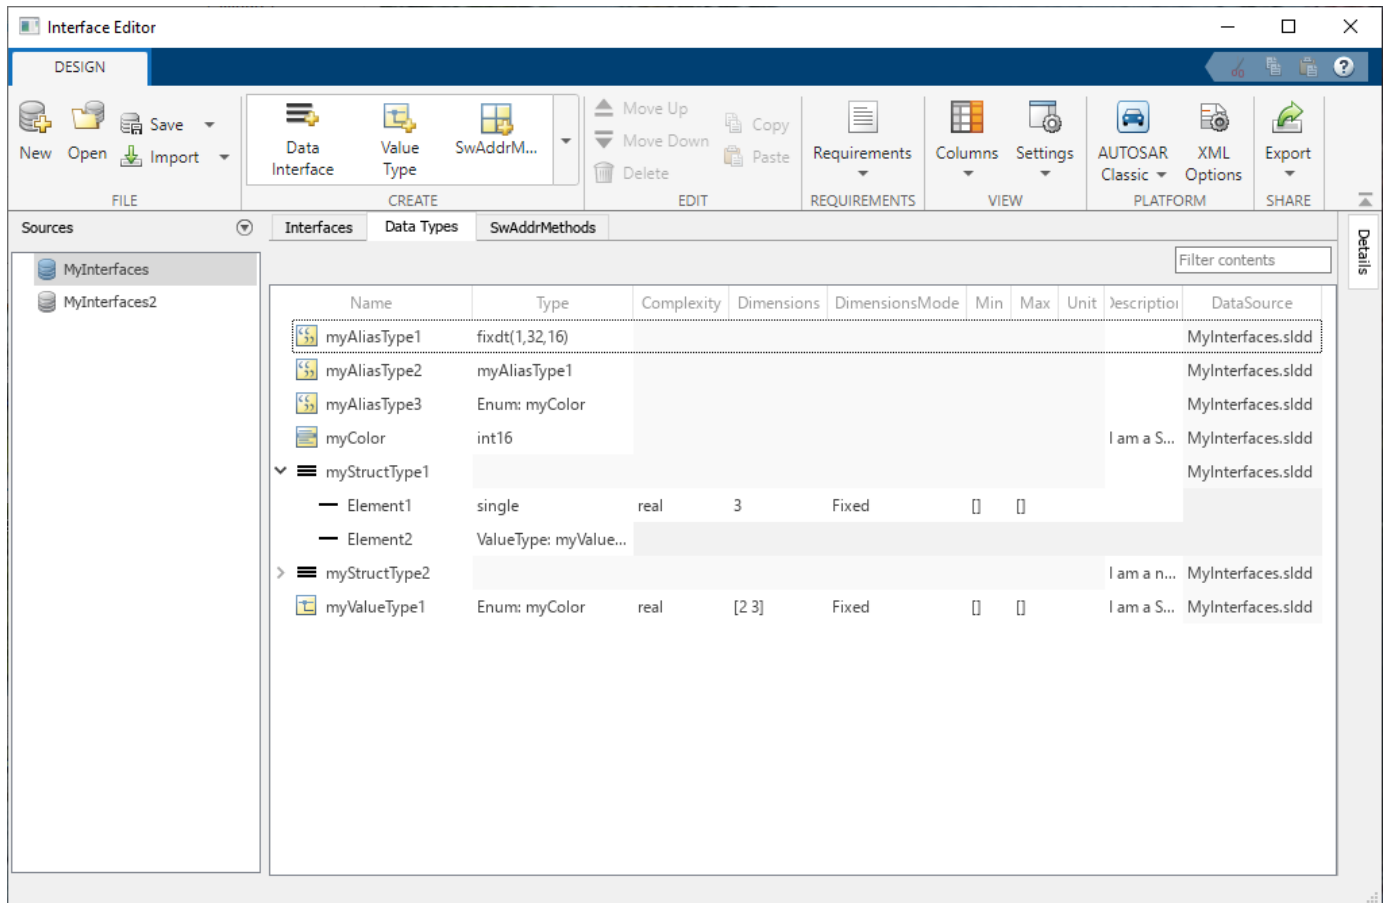 Interface Editor
DESIGN
New Open Save Import
Data Interface Value Type SwAddrM...
Move Up
Move Down
Delete
Copy
Paste
Requirements
Columns Settings
AUTOSAR Classic XML Options
Export
FILE CREATE EDIT REQUIREMENTS VIEW PLATFORM SHARE
Sources
MyInterfaces
MyInterfaces2
Interfaces Data Types SwAddrMethods
Filter contents
Details
Name Type Complexity Dimensions DimensionsMode Min Max Unit Description DataSource
myAliasType1 fixdt(1,32,16) MyInterfaces.sldd
myAliasType2 myAliasType1 MyInterfaces.sldd
myAliasType3 Enum: myColor MyInterfaces.sldd
myColor int16 I am a S... MyInterfaces.sldd
myStructType1 MyInterfaces.sldd
Element1 single real 3 Fixed [] []
Element2 ValueType: myValue...
myStructType2 I am a n... MyInterfaces.sldd
myValueType1 Enum: myColor real [2 3] Fixed [] [] I am a S... MyInterfaces.sldd